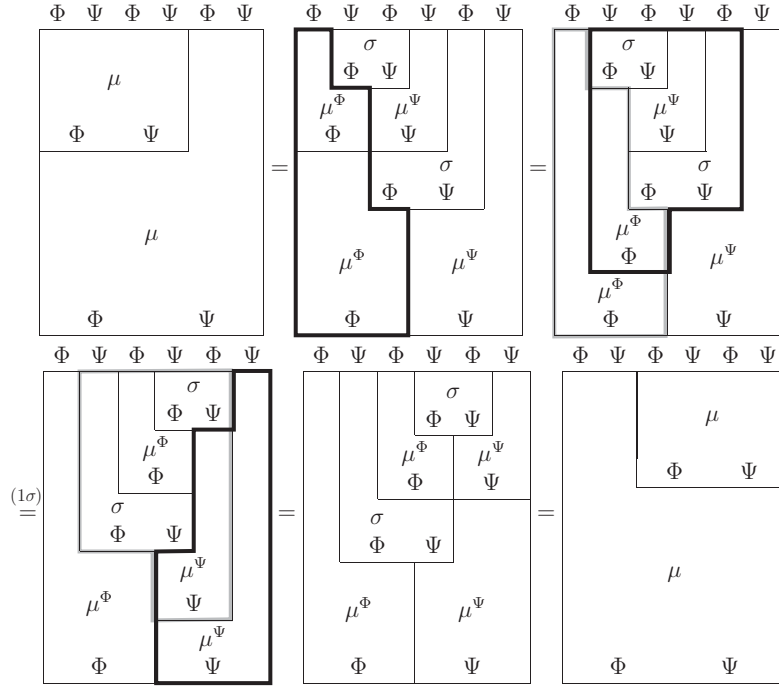 Φ Ψ Φ Ψ Φ Ψ
μ
Φ Ψ
μ
Φ Ψ
=
Φ Ψ Φ Ψ Φ Ψ
σ
Φ Ψ
μ^Φ μ^Ψ
Φ Ψ
σ
Φ Ψ
μ^Φ μ^Ψ
Φ Ψ
=
Φ Ψ Φ Ψ Φ Ψ
σ
Φ Ψ
μ^Ψ
Ψ
σ
Φ Ψ
μ^Φ
Φ μ^Ψ
μ^Φ
Φ Ψ
(1σ)
=
Φ Ψ Φ Ψ Φ Ψ
σ
Φ Ψ
μ^Φ
Φ
σ
Φ Ψ
μ^Ψ
μ^Φ Ψ
μ^Ψ
Φ Ψ
=
Φ Ψ Φ Ψ Φ Ψ
σ
Φ Ψ
μ^Φ μ^Ψ
Φ Ψ
σ
Φ Ψ
μ^Φ μ^Ψ
Φ Ψ
=
Φ Ψ Φ Ψ Φ Ψ
μ
Φ Ψ
μ
Φ Ψ